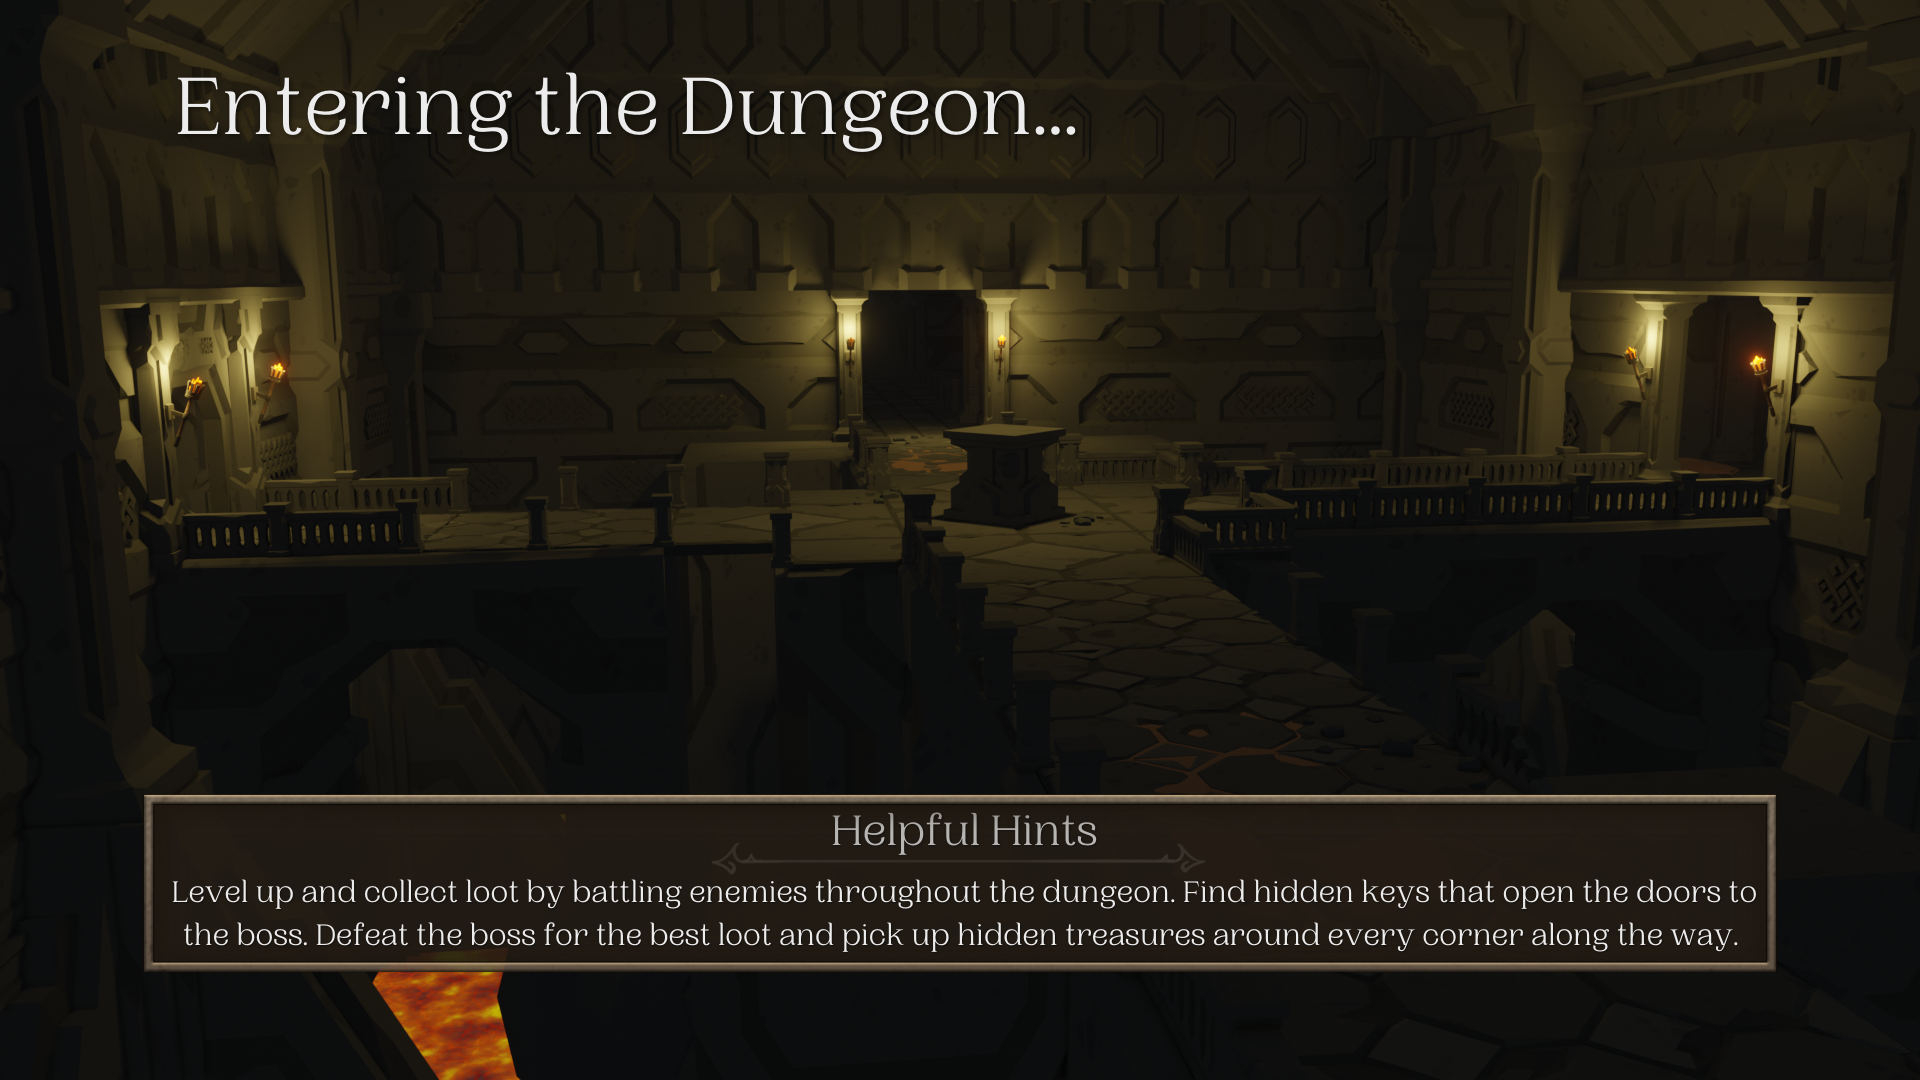 Entering the Dungeon...
Helpful Hints
Level up and collect loot by battling enemies throughout the dungeon. Find hidden keys that open the doors to
the boss. Defeat the boss for the best loot and pick up hidden treasures around every corner along the way.